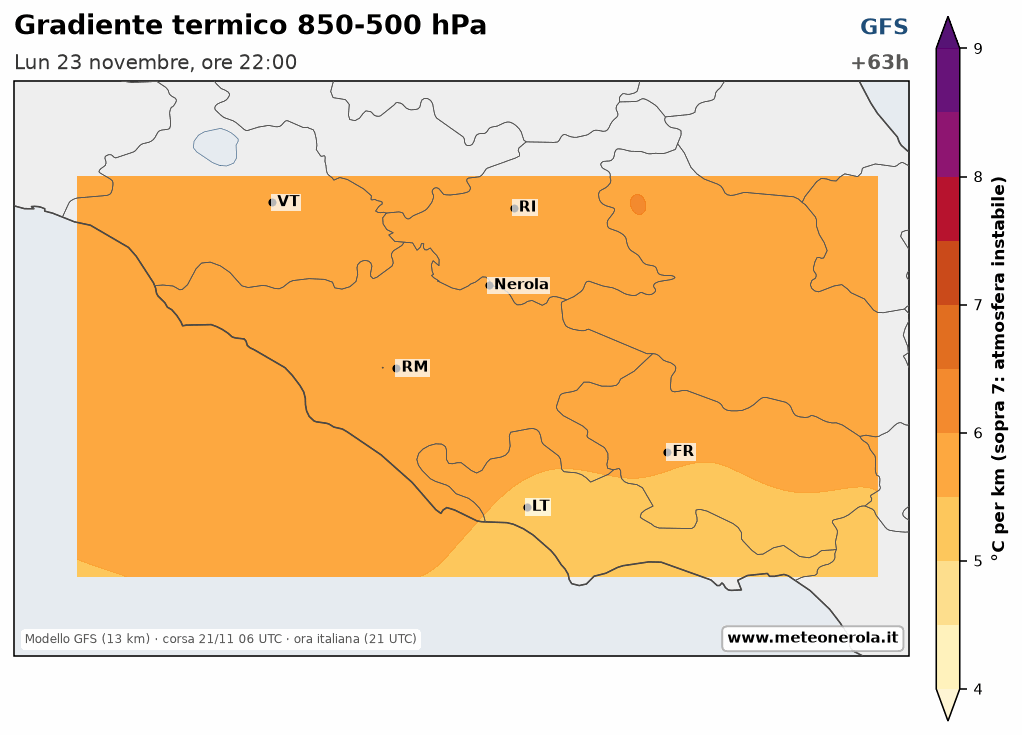 Gradiente termico 850-500 hPa
GFS
Lun 23 novembre, ore 22:00
+63h
VT
RI
Nerola
RM
FR
LT
Modello GFS (13 km) · corsa 21/11 06 UTC · ora italiana (21 UTC)
www.meteonerola.it
9
8
7
6
5
4
°C per km (sopra 7: atmosfera instabile)